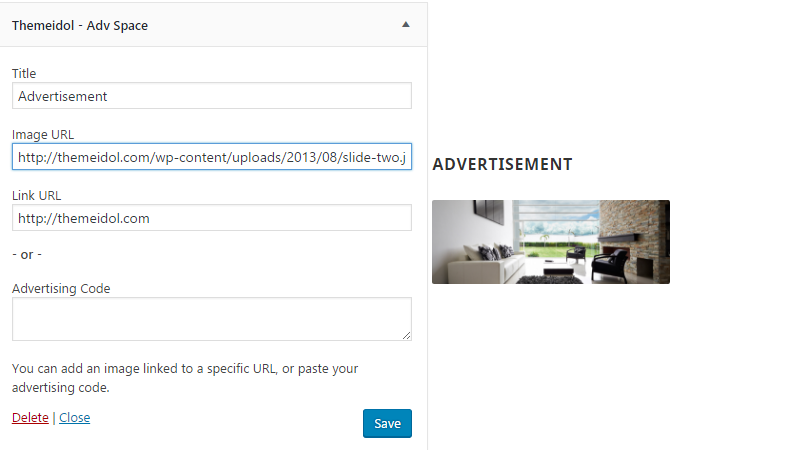 Themeidol - Adv Space
Title
Advertisement
Image URL
http://themeidol.com/wp-content/uploads/2013/08/slide-two.j
Link URL
http://themeidol.com
- or -
Advertising Code
You can add an image linked to a specific URL, or paste your
advertising code.
Delete | Close
Save
ADVERTISEMENT